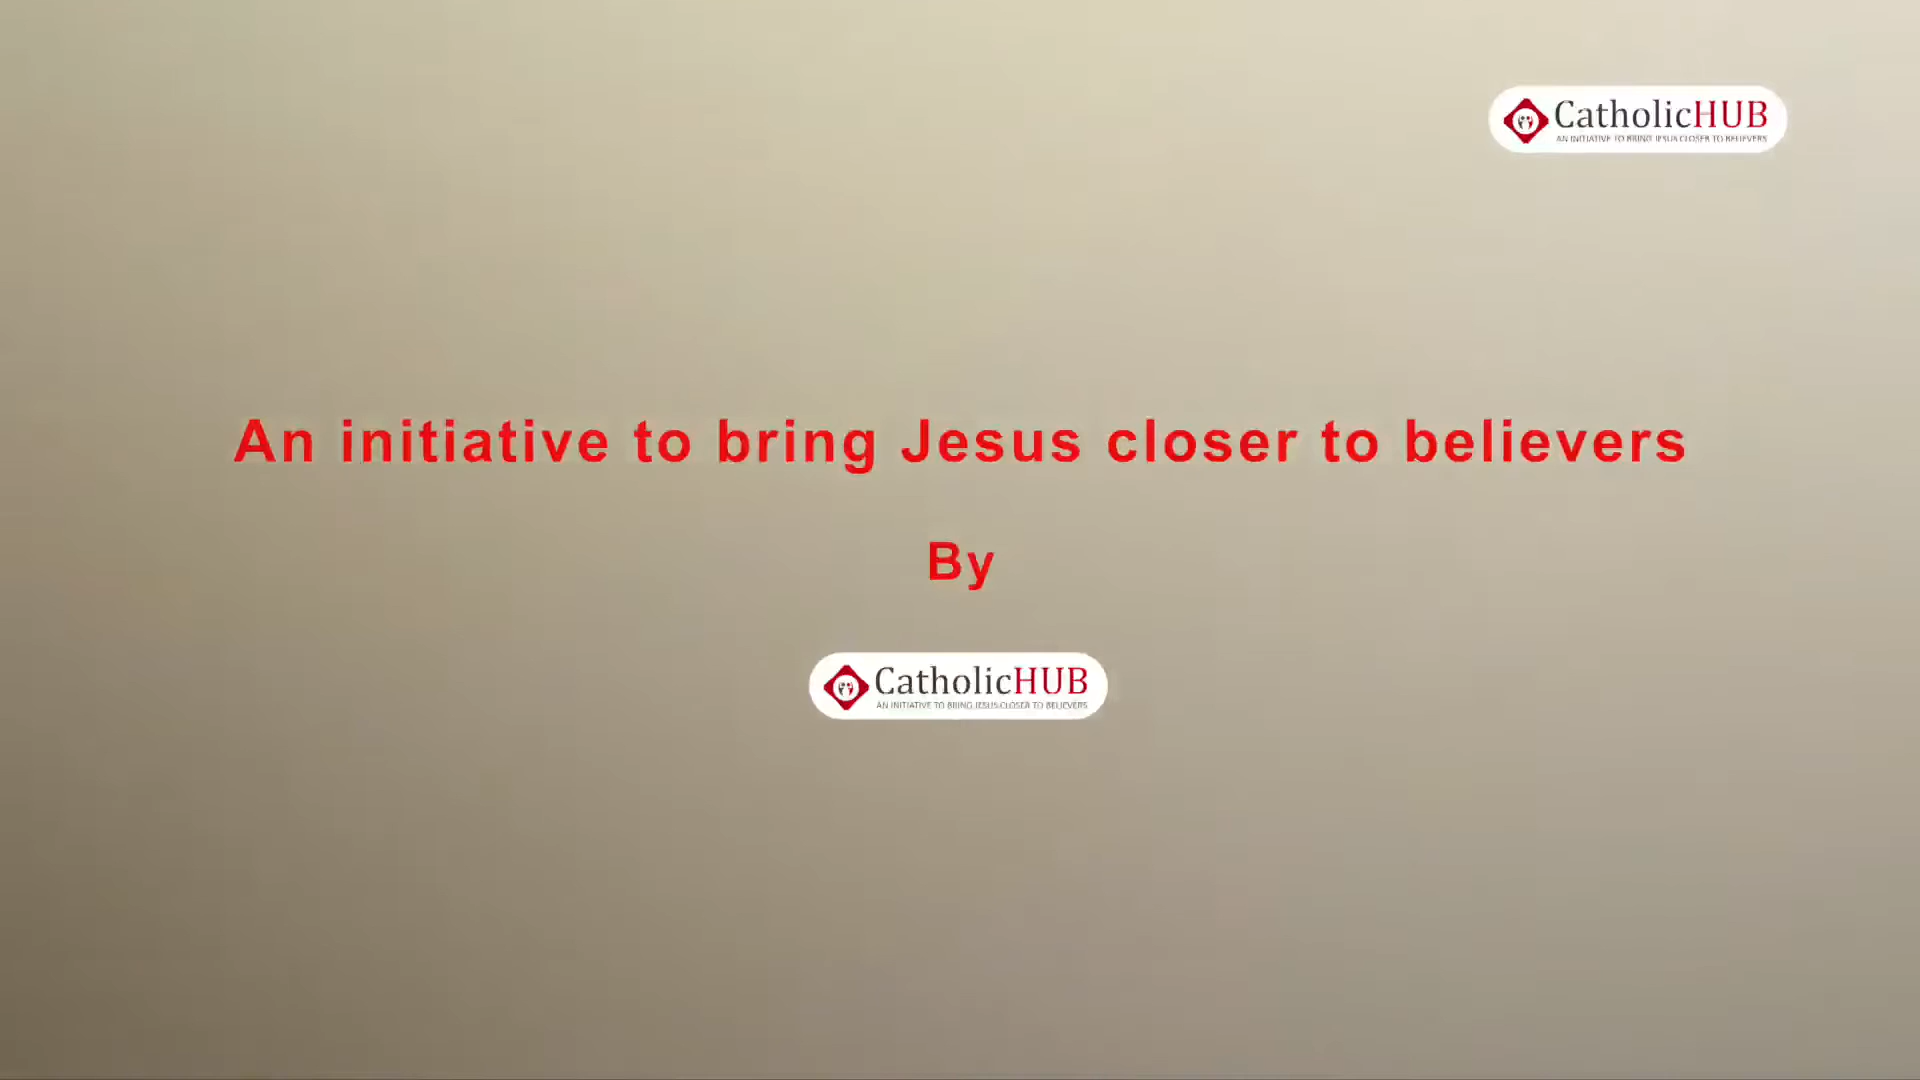 CatholicHUB
AN INITIATIVE TO BRING JESUS CLOSER TO BELIEVERS
An initiative to bring Jesus closer to believers
By
CatholicHUB
AN INITIATIVE TO BRING JESUS CLOSER TO BELIEVERS